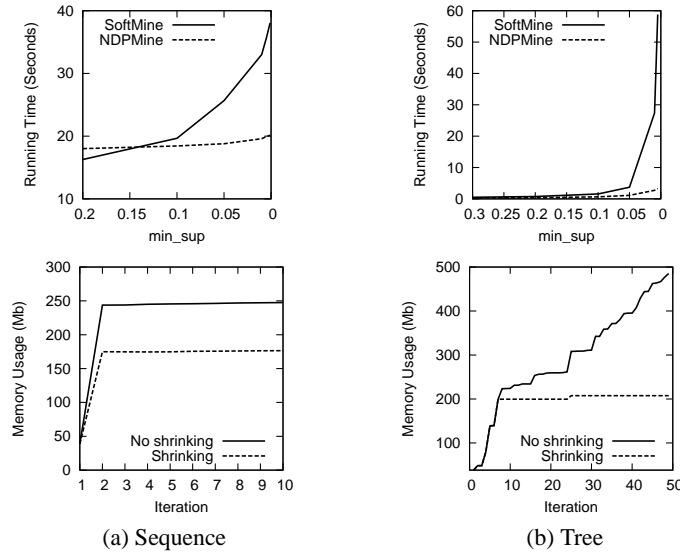 40
30
20
10
Running Time (Seconds)
SoftMine
NDPMine
0.2 0.15 0.1 0.05 0
min_sup
60
50
40
30
20
10
0
Running Time (Seconds)
SoftMine
NDPMine
0.3 0.25 0.2 0.15 0.1 0.05 0
min_sup
300
250
200
150
100
50
0
Memory Usage (Mb)
No shrinking
Shrinking
1 2 3 4 5 6 7 8 9 10
Iteration
500
400
300
200
100
Memory Usage (Mb)
No shrinking
Shrinking
0 10 20 30 40 50
Iteration
(a) Sequence
(b) Tree